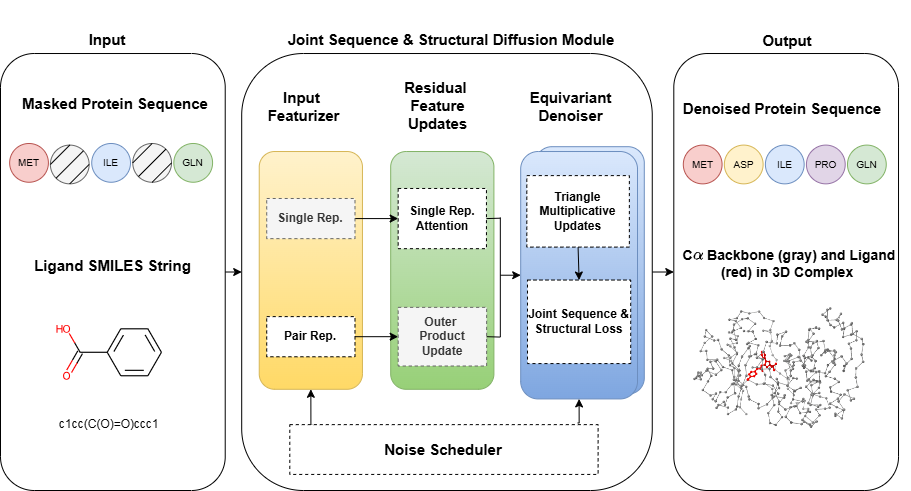 Input
Joint Sequence & Structural Diffusion Module
Output
Masked Protein Sequence
MET
ILE
GLN
Ligand SMILES String
HO
O
c1cc(C(O)=O)ccc1
Input
Featurizer
Residual
Feature
Updates
Equivariant
Denoiser
Single Rep.
Pair Rep.
Single Rep.
Attention
Outer
Product
Update
Triangle
Multiplicative
Updates
Joint Sequence &
Structural Loss
Noise Scheduler
Denoised Protein Sequence
MET
ASP
ILE
PRO
GLN
Cα Backbone (gray) and Ligand
(red) in 3D Complex